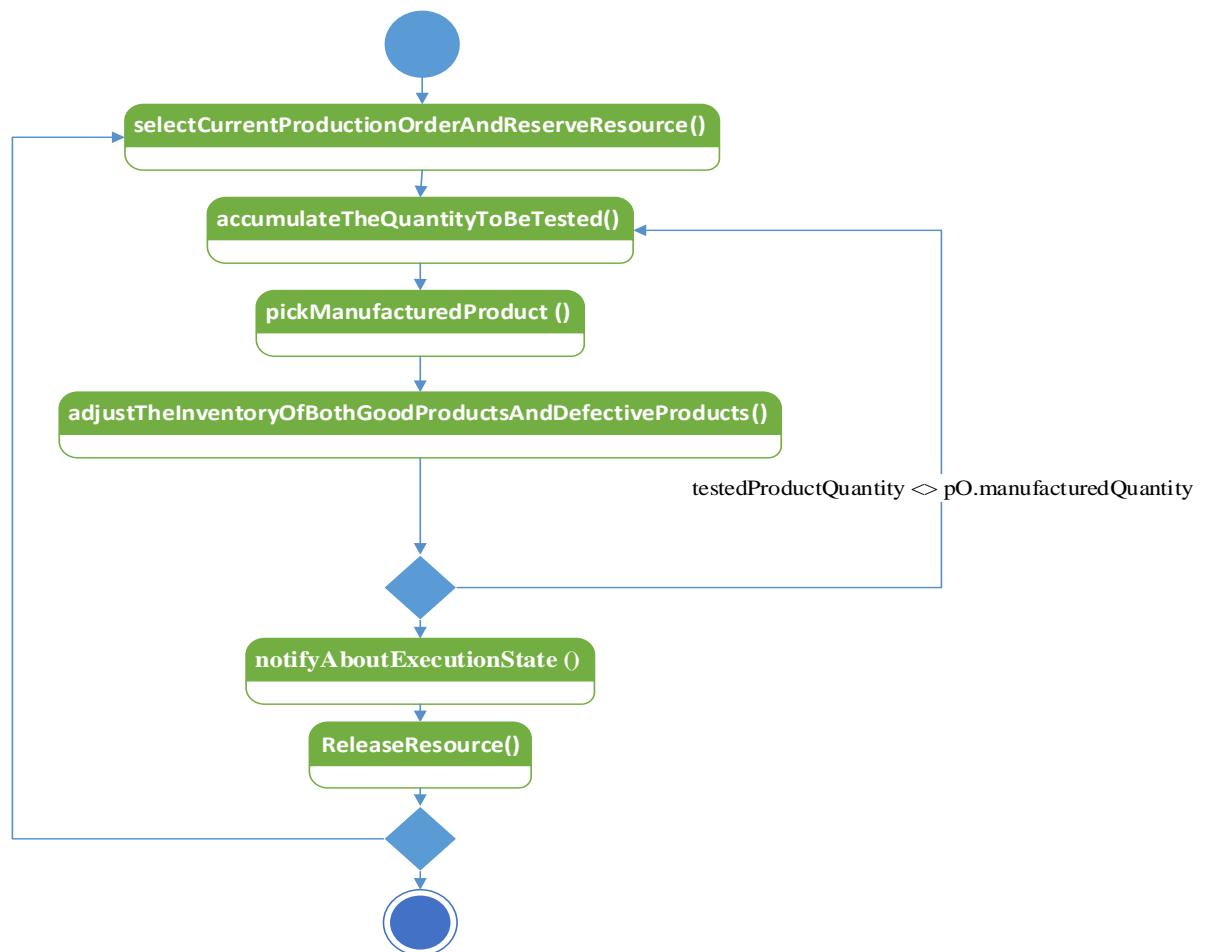 selectCurrentProductionOrderAndReserveResource()
accumulateTheQuantityToBeTested()
pickManufacturedProduct ()
adjustTheInventoryOfBothGoodProductsAndDefectiveProducts()
testedProductQuantity <> pO.manufacturedQuantity
notifyAboutExecutionState ()
ReleaseResource()